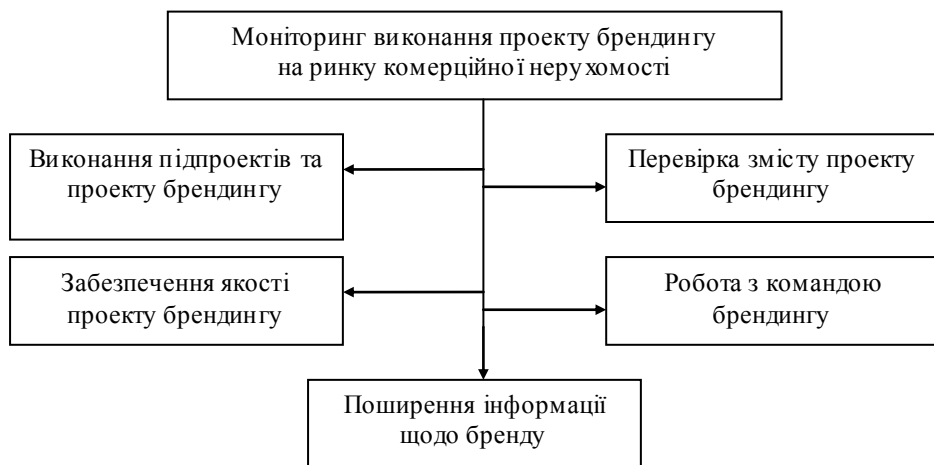 Моніторинг виконання проекту брендингу
на ринку комерційної нерухомості
Виконання підпроектів та
проекту брендингу
Перевірка змісту проекту
брендингу
Забезпечення якості
проекту брендингу
Робота з командою
брендингу
Поширення інформації
щодо бренду